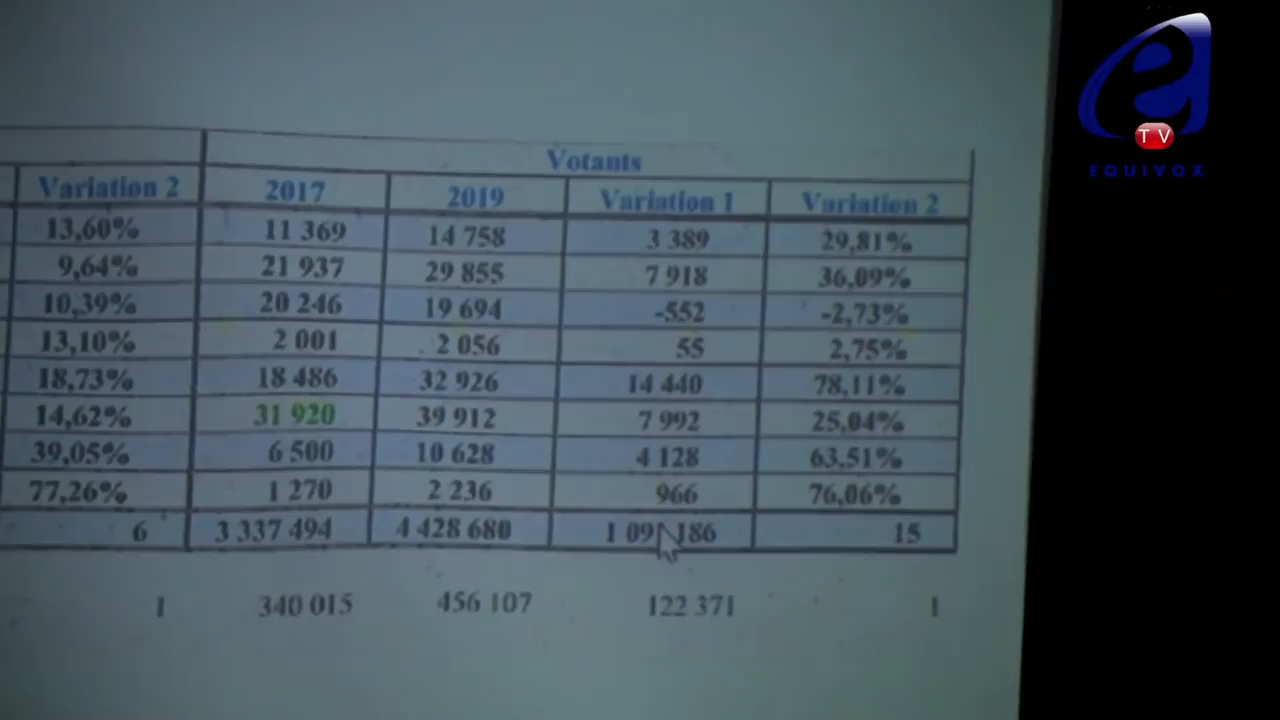 e
TV
EQUIVOX
Votants
Variation 2 2017 2019 Variation 1 Variation 2
13,60% 11 369 14 758 3 389 29,81%
9,64% 21 937 29 855 7 918 36,09%
10,39% 20 246 19 694 -552 -2,73%
13,10% 2 001 2 056 55 2,75%
18,73% 18 486 32 926 14 440 78,11%
14,62% 31 920 39 912 7 992 25,04%
39,05% 6 500 10 628 4 128 63,51%
77,26% 1 270 2 236 966 76,06%
6 3 337 494 4 428 680 1 091 186 15
1 340 015 456 107 122 371 1